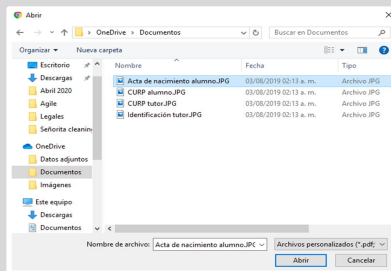 Abrir
OneDrive > Documentos
Buscar en Documentos
Organizar
Nueva carpeta
Escritorio
Descargas
Abril 2020
Agile
Legales
Señorita cleanin
OneDrive
Datos adjuntos
Documentos
Imágenes
Este equipo
Descargas
Documentos
Nombre Fecha Tipo
Acta de nacimiento alumno.JPG 03/08/2019 02:13 a. m. Archivo JPG
CURP alumno.JPG 03/08/2019 02:13 a. m. Archivo JPG
CURP tutor.JPG 03/08/2019 02:13 a. m. Archivo JPG
Identificación tutor.JPG 03/08/2019 02:13 a. m. Archivo JPG
Nombre de archivo: Acta de nacimiento alumno.JPG
Archivos personalizados (*.pdf;
Abrir Cancelar